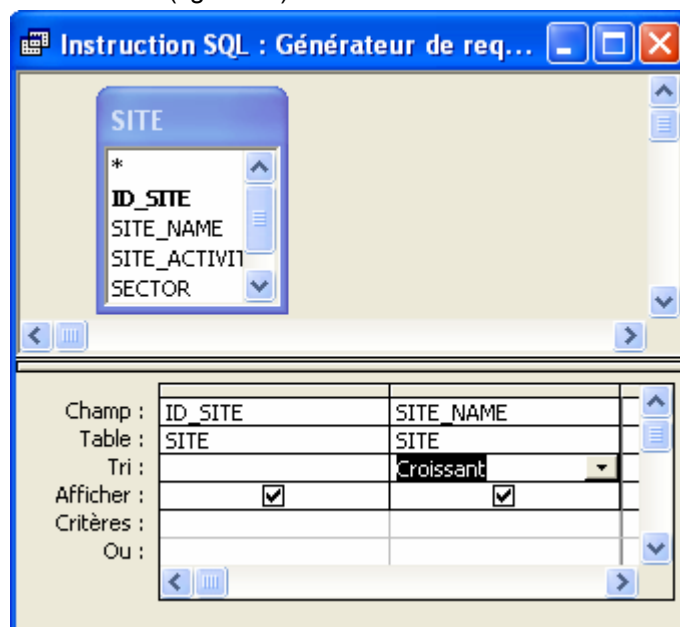 Instruction SQL : Générateur de req...
SITE
*
ID_SITE
SITE_NAME
SITE_ACTIVIT
SECTOR
Champ : ID_SITE SITE_NAME
Table : SITE SITE
Tri : Croissant
Afficher :
Critères :
Ou :